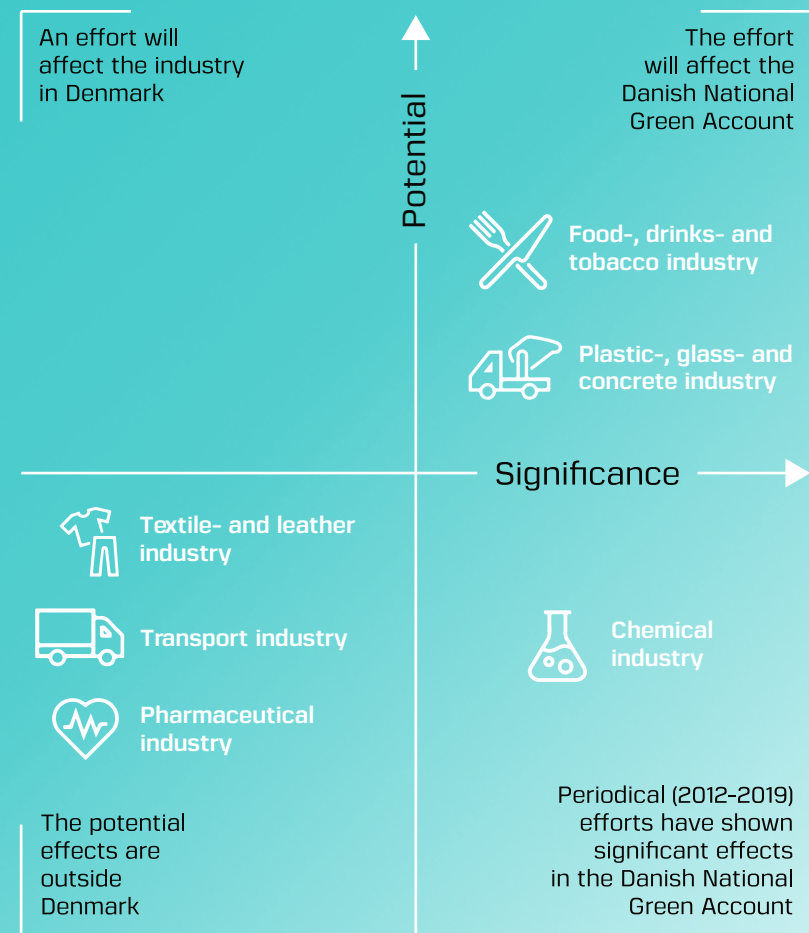 An effort will
affect the industry
in Denmark
The effort
will affect the
Danish National
Green Account
Potential
Food-, drinks- and
tobacco industry
Plastic-, glass- and
concrete industry
Significance
Textile- and leather
industry
Transport industry
Pharmaceutical
industry
Chemical
industry
The potential
effects are
outside
Denmark
Periodical (2012-2019)
efforts have shown
significant effects
in the Danish National
Green Account